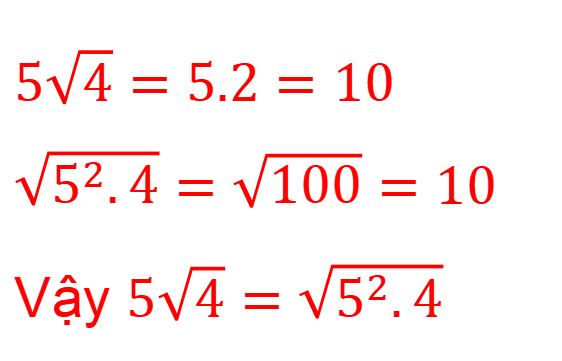 5√4 = 5.2 = 10
√(5². 4) = √100 = 10
Vậy 5√4 = √(5². 4)